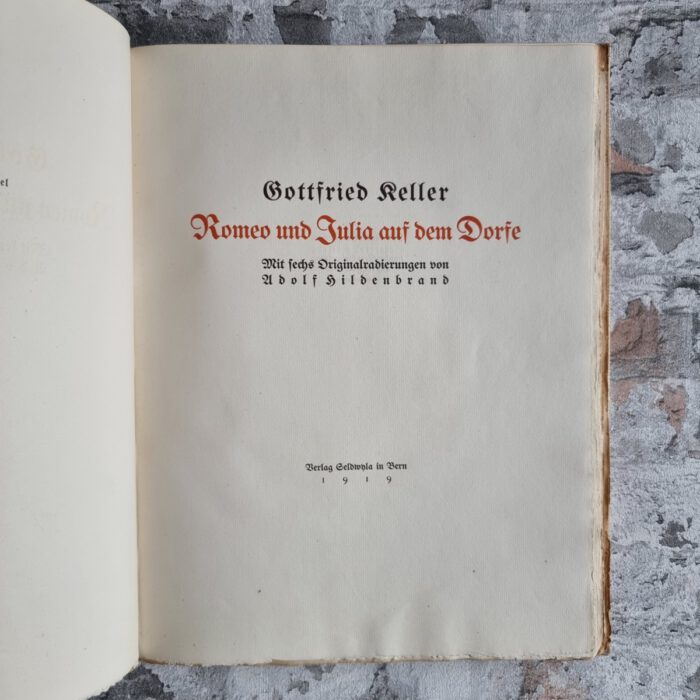 el
Gottfried Keller
Romeo und Julia auf dem Dorfe
Mit sechs Originalradierungen von
Adolf Hildenbrand
Verlag Seldwyla in Bern
1919